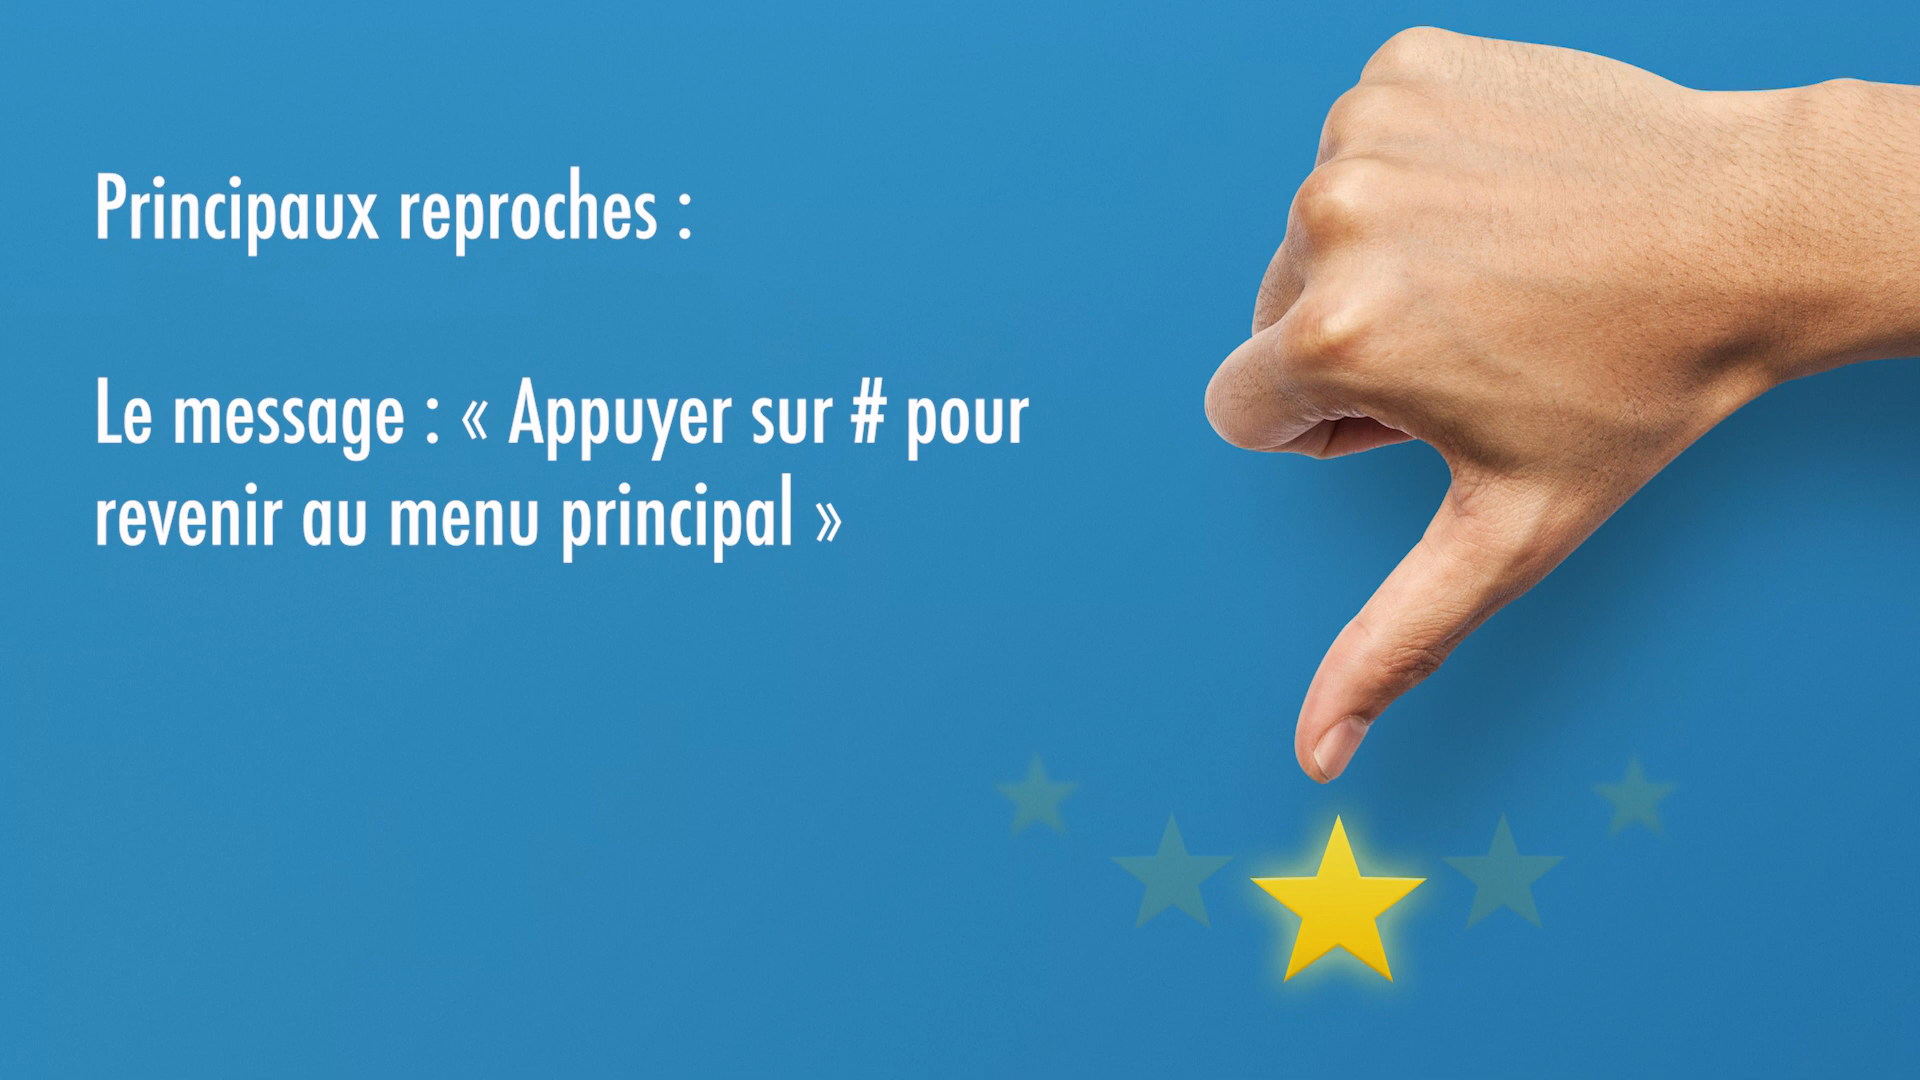 Principaux reproches :
Le message : « Appuyer sur # pour
revenir au menu principal »